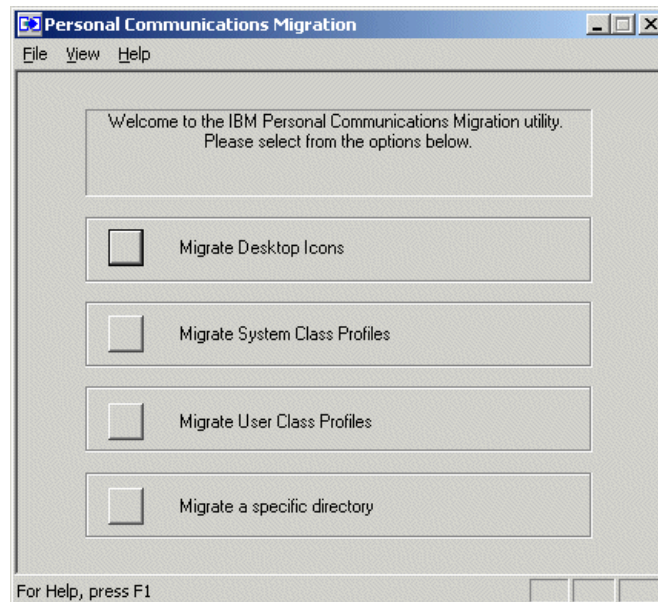 Personal Communications Migration
File View Help
Welcome to the IBM Personal Communications Migration utility.
Please select from the options below.
Migrate Desktop Icons
Migrate System Class Profiles
Migrate User Class Profiles
Migrate a specific directory
For Help, press F1